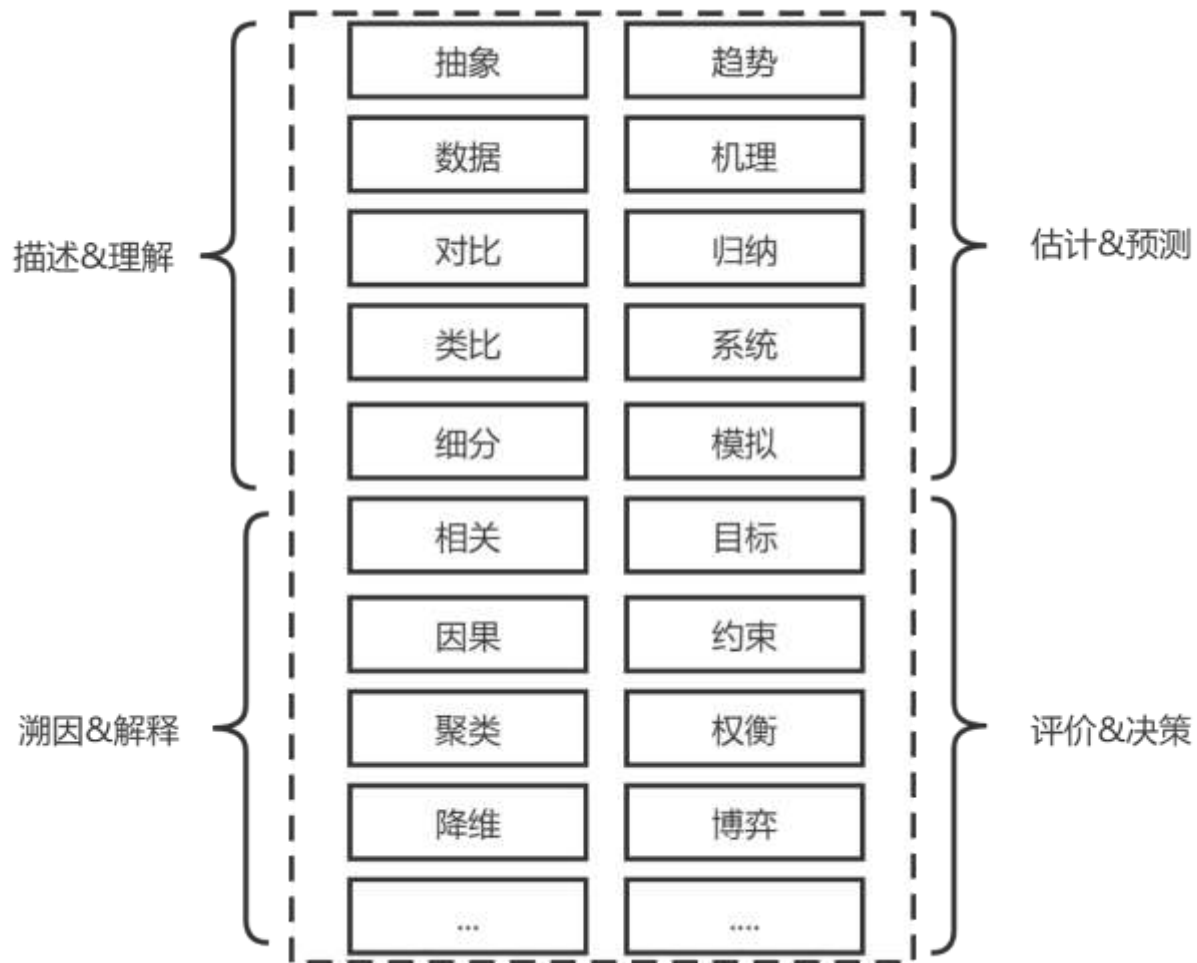 描述&理解
抽象
数据
对比
类比
细分
溯因&解释
相关
因果
聚类
降维
...
趋势
机理
归纳
系统
模拟
估计&预测
目标
约束
权衡
博弈
....
评价&决策